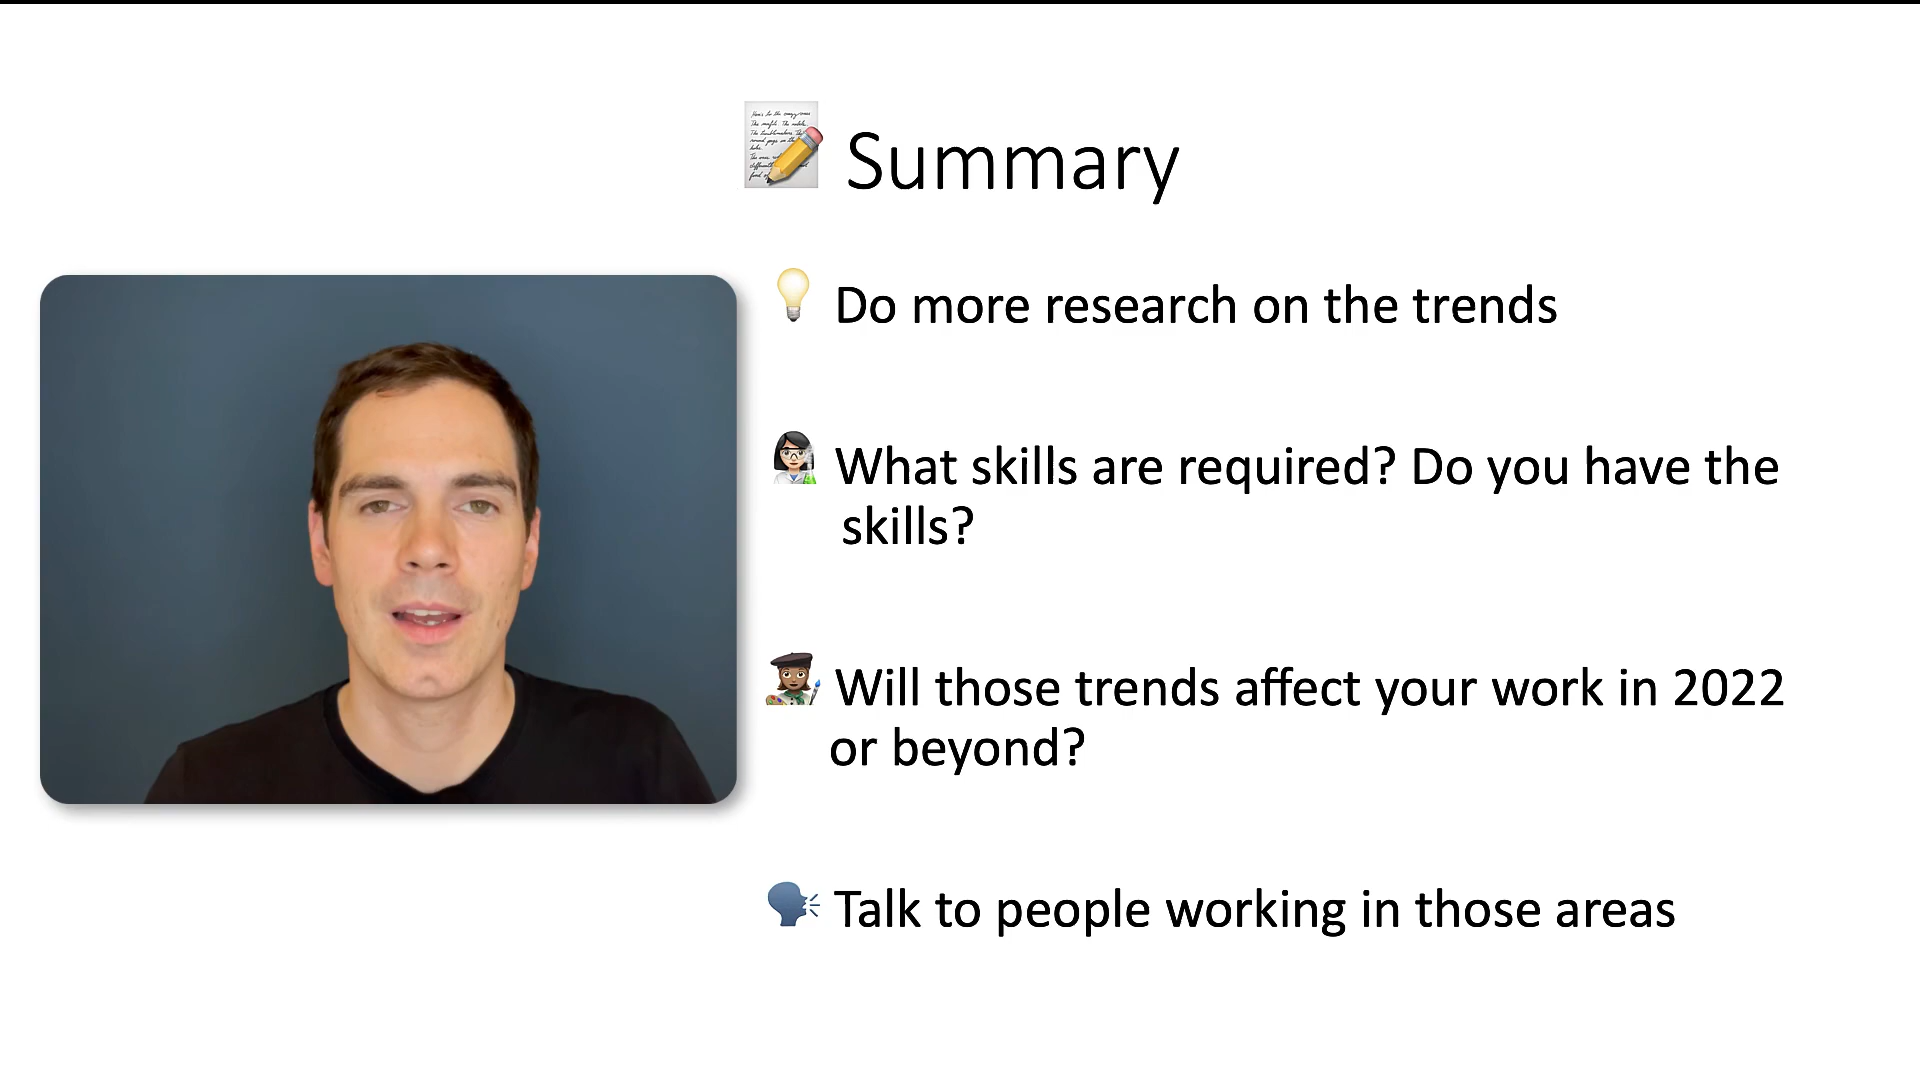 Summary
Do more research on the trends
What skills are required? Do you have the
skills?
Will those trends affect your work in 2022
or beyond?
Talk to people working in those areas